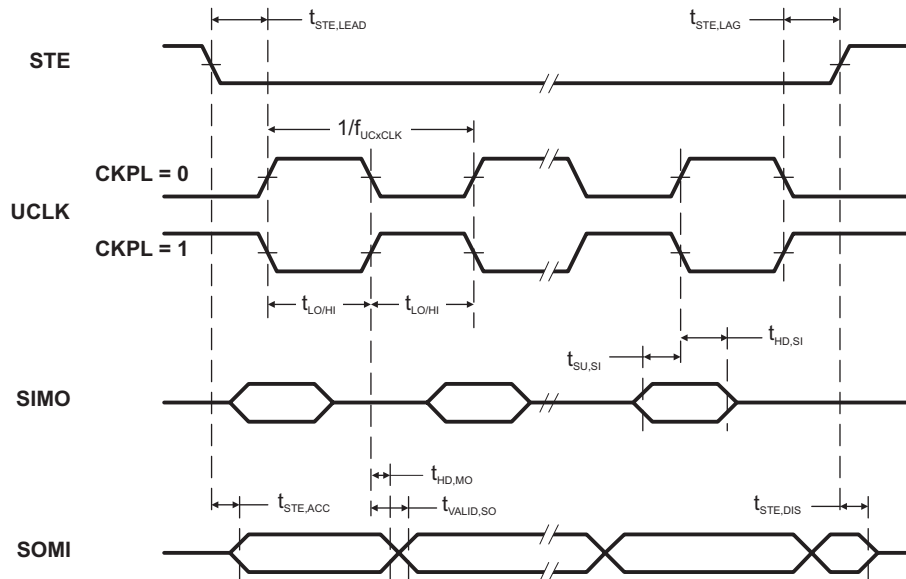 tSTE,LEAD
tSTE,LAG
STE
1/fUCxCLK
CKPL = 0
UCLK
CKPL = 1
tLO/HI tLO/HI
tHD,SI
tSU,SI
SIMO
tHD,MO
tSTE,ACC tVALID,SO tSTE,DIS
SOMI